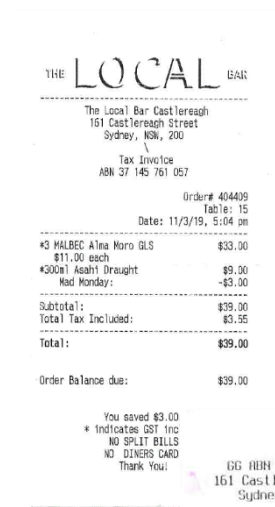 THE LOCAL BAR
The Local Bar Castlereagh
161 Castlereagh Street
Sydney, NSW, 200
\
Tax Invoice
ABN 37 145 761 057
Order# 404409
Table: 15
Date: 11/3/19, 5:04 pm
*3 MALBEC Alma Moro GLS $33.00
$11.00 each
*300ml Asahi Draught $9.00
Mad Monday: -$3.00
Subtotal: $39.00
Total Tax Included: $3.55
Total: $39.00
Order Balance due: $39.00
You saved $3.00
* indicates GST inc
NO SPLIT BILLS
NO DINERS CARD
Thank You!
GG ABN
161 Castl
Sydne